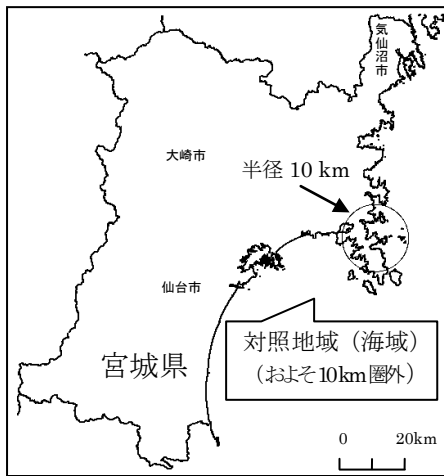 気仙沼市
大崎市
半径 10 km
仙台市
対照地域（海域）
（およそ10km圏外）
宮城県
0 20km